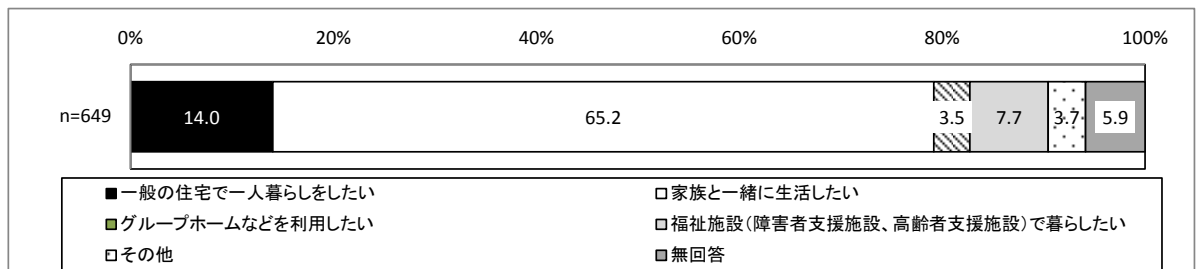 0% 20% 40% 60% 80% 100%
n=649 14.0 65.2 3.5 7.7 3.7 5.9
■一般の住宅で一人暮らしをしたい □家族と一緒に生活したい
■グループホームなどを利用したい □福祉施設(障害者支援施設、高齢者支援施設)で暮らしたい
□その他 ■無回答